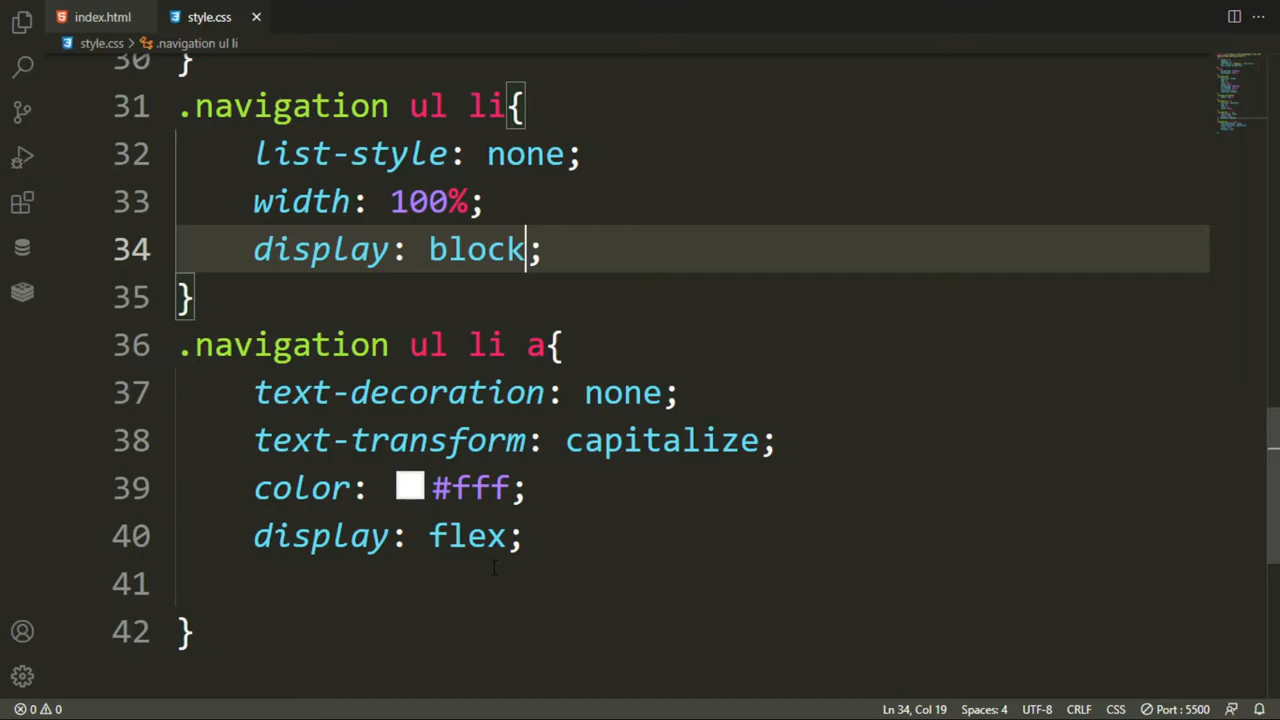 index.html
style.css
style.css > .navigation ul li
30 }
31 .navigation ul li{
32 list-style: none;
33 width: 100%;
34 display: block;
35 }
36 .navigation ul li a{
37 text-decoration: none;
38 text-transform: capitalize;
39 color: #fff;
40 display: flex;
41
42 }
0 0 Ln 34, Col 19 Spaces: 4 UTF-8 CRLF CSS Port : 5500